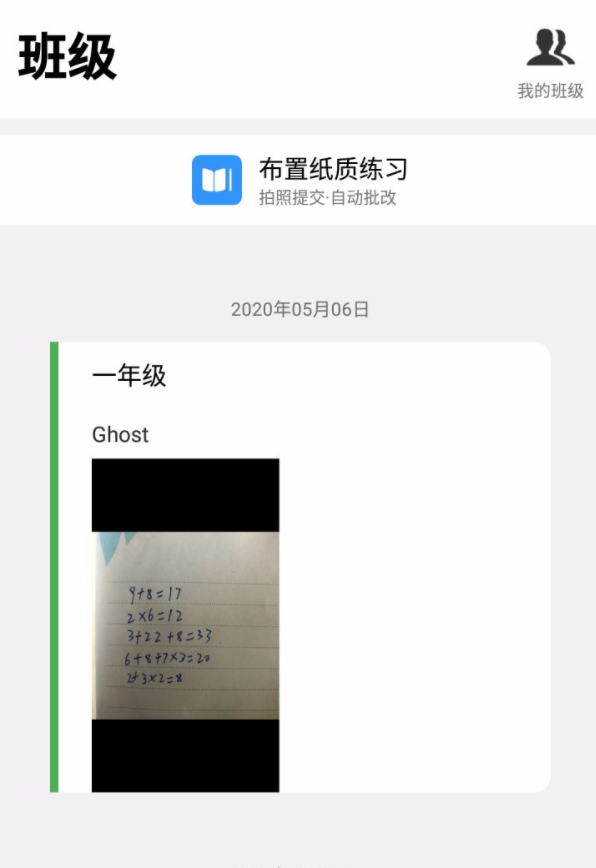 班级
我的班级
布置纸质练习
拍照提交·自动批改
2020年05月06日
一年级
Ghost
9+8=17
2×6=12
3+22+8=33
6+8+7×2=20
2+3×2=8